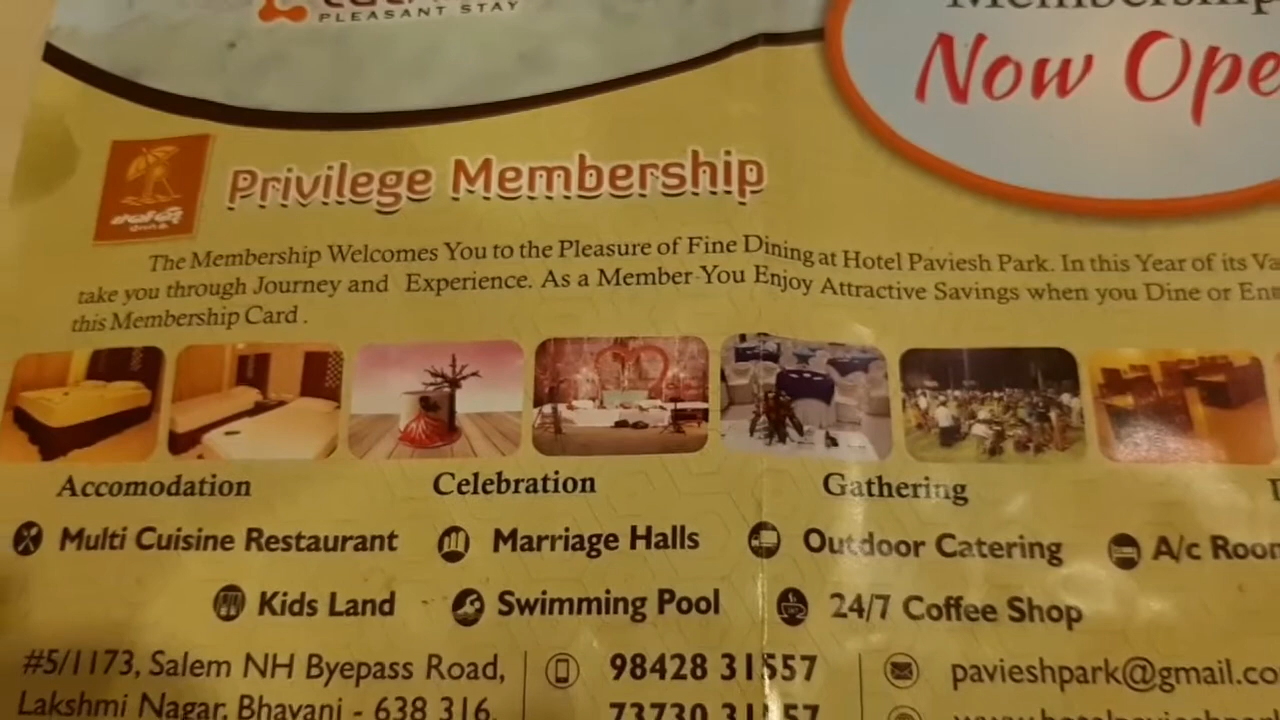 PLEASANT STAY
Membership
Now Ope
Privilege Membership
The Membership Welcomes You to the Pleasure of Fine Dining at Hotel Paviesh Park. In this Year of its Va
take you through Journey and Experience. As a Member-You Enjoy Attractive Savings when you Dine or
this Membership Card.
Accomodation Celebration Gathering
Multi Cuisine Restaurant Marriage Halls Outdoor Catering A/c Roor
Kids Land Swimming Pool 24/7 Coffee Shop
#5/1173, Salem NH Byepass Road, 98428 31557 pavieshpark@gmail.co
Lakshmi Nagar, Bhavani - 638 316. 73730